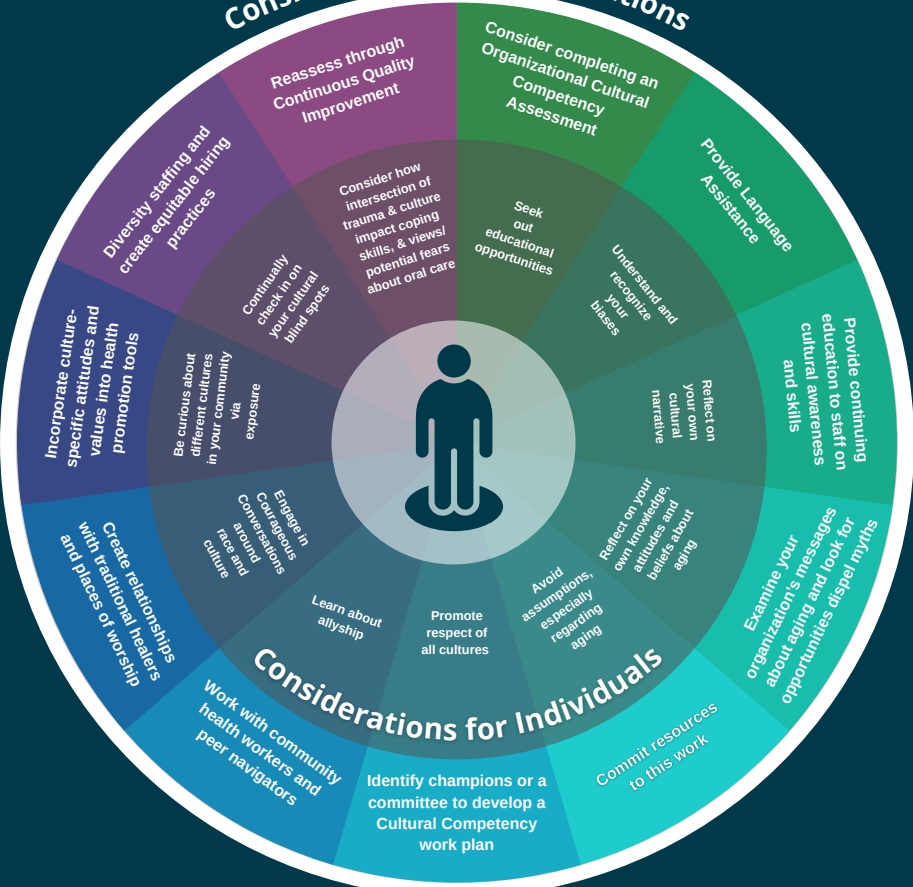 Consider completing an
Organizational Cultural
Competency
Assessment
Provide Language
Assistance
Provide continuing
education to staff on
cultural awareness
and skills
Examine your
organization's messages
about aging and look for
opportunities dispel myths
Commit resources
to this work
Identify champions or a
committee to develop a
Cultural Competency
work plan
Work with community
health workers and
peer navigators
Create relationships
with traditional healers
and places of worship
Incorporate culture-
specific attitudes and
values into health
promotion tools
Diversity staffing and
create equitable hiring
practices
Reassess through
Continuous Quality
Improvement
Seek
out
educational
opportunities
Understand and
recognize
your
biases
Reflect on
your own
cultural
narrative
Reflect on your
own knowledge,
attitudes and
beliefs about
aging
Avoid
assumptions,
especially
regarding
aging
Promote
respect of
all cultures
Learn about
allyship
Engage in
Courageous
Conversations
around
race and
culture
Be curious about
different cultures
in your community
via
exposure
Continually
check in on
your cultural
blind spots
Consider how
intersection of
trauma & culture
impact coping
skills, & views/
potential fears
about oral care
Considerations for Individuals